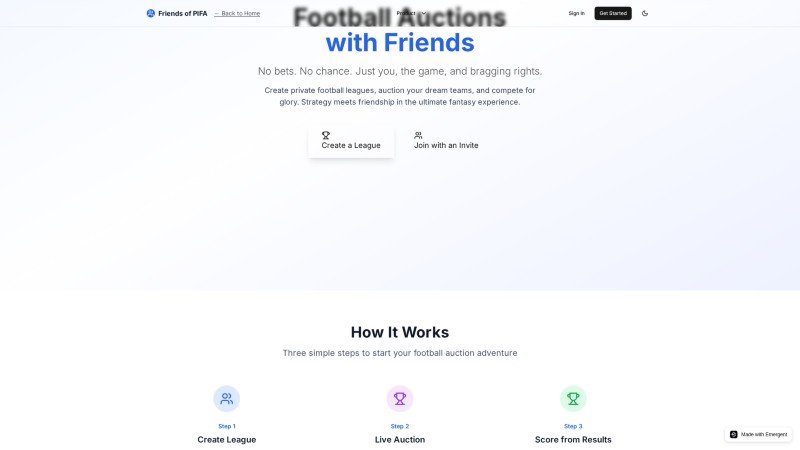 Friends of PIFA
← Back to Home
Product
Sign In
Get Started
Football Auctions
with Friends
No bets. No chance. Just you, the game, and bragging rights.
Create private football leagues, auction your dream teams, and compete for
glory. Strategy meets friendship in the ultimate fantasy experience.
Create a League
Join with an Invite
How It Works
Three simple steps to start your football auction adventure
Step 1
Step 2
Step 3
Create League
Live Auction
Score from Results
Made with Emergent